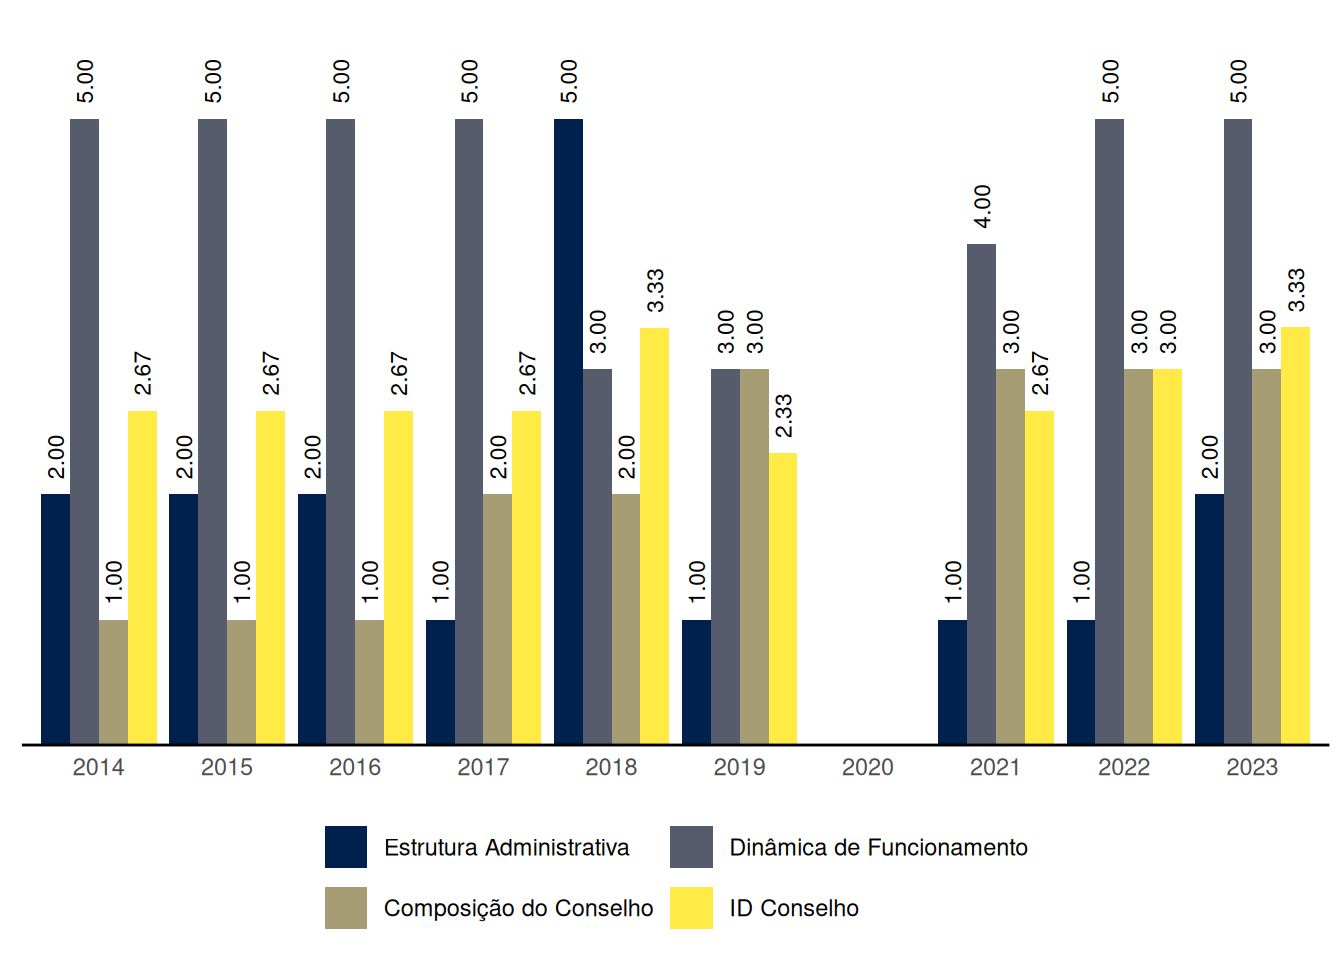 5.00 5.00 5.00 5.00 5.00 5.00 5.00
4.00
3.33 3.33
3.00 3.00 3.00 3.00 3.00 3.00 3.00
2.67 2.67 2.67 2.67 2.67
2.33
2.00 2.00 2.00 2.00 2.00 2.00
1.00 1.00 1.00 1.00 1.00 1.00 1.00
2014 2015 2016 2017 2018 2019 2020 2021 2022 2023
Estrutura Administrativa Dinâmica de Funcionamento
Composição do Conselho ID Conselho